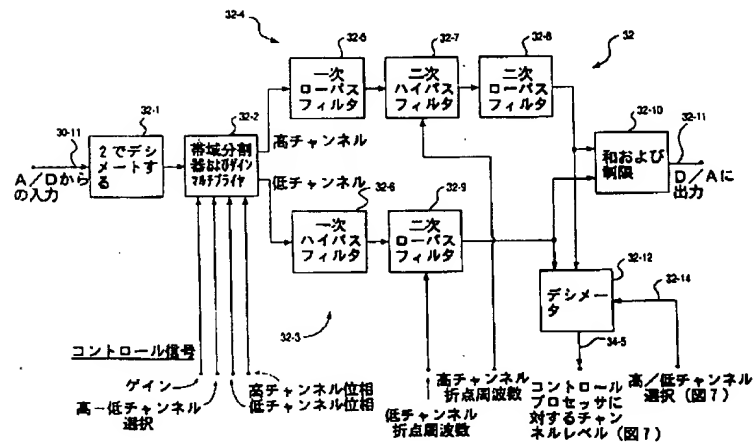 32-4
32-5
32-7
32-8
32
一次
ローパス
フィルタ
二次
ハイパス
フィルタ
二次
ローパス
フィルタ
32-1
32-2
30-11
2でデシ
メートす
る
帯域分割
器およびゲイン
マルチプライヤ
高チャンネル
低チャンネル
A/Dから
の入力
32-10
32-11
和および
制限
D/Aに
出力
32-6
32-9
一次
ハイパス
フィルタ
二次
ローパス
フィルタ
32-12
32-14
デシメー
タ
32-3
34-5
コントロール信号
ゲイン
高-低チャンネル
選択
高チャンネル位相
低チャンネル位相
高チャンネル
折点周波数
低チャンネル
折点周波数
コントロール
プロセッサに
対するチャン
ネルレベル(図7)
高/低チャンネル
選択(図7)